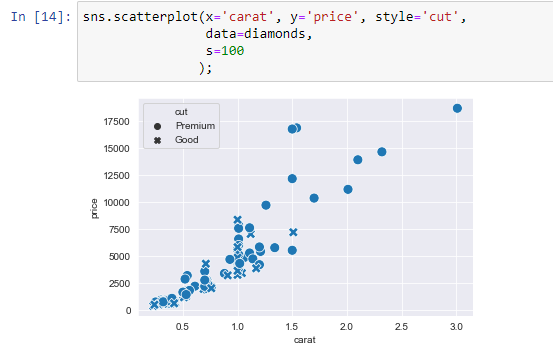 In [14]: sns.scatterplot(x='carat', y='price', style='cut',
data=diamonds,
s=100
);
cut
Premium
Good
17500
15000
12500
10000
7500
5000
2500
0
price
0.5 1.0 1.5 2.0 2.5 3.0
carat